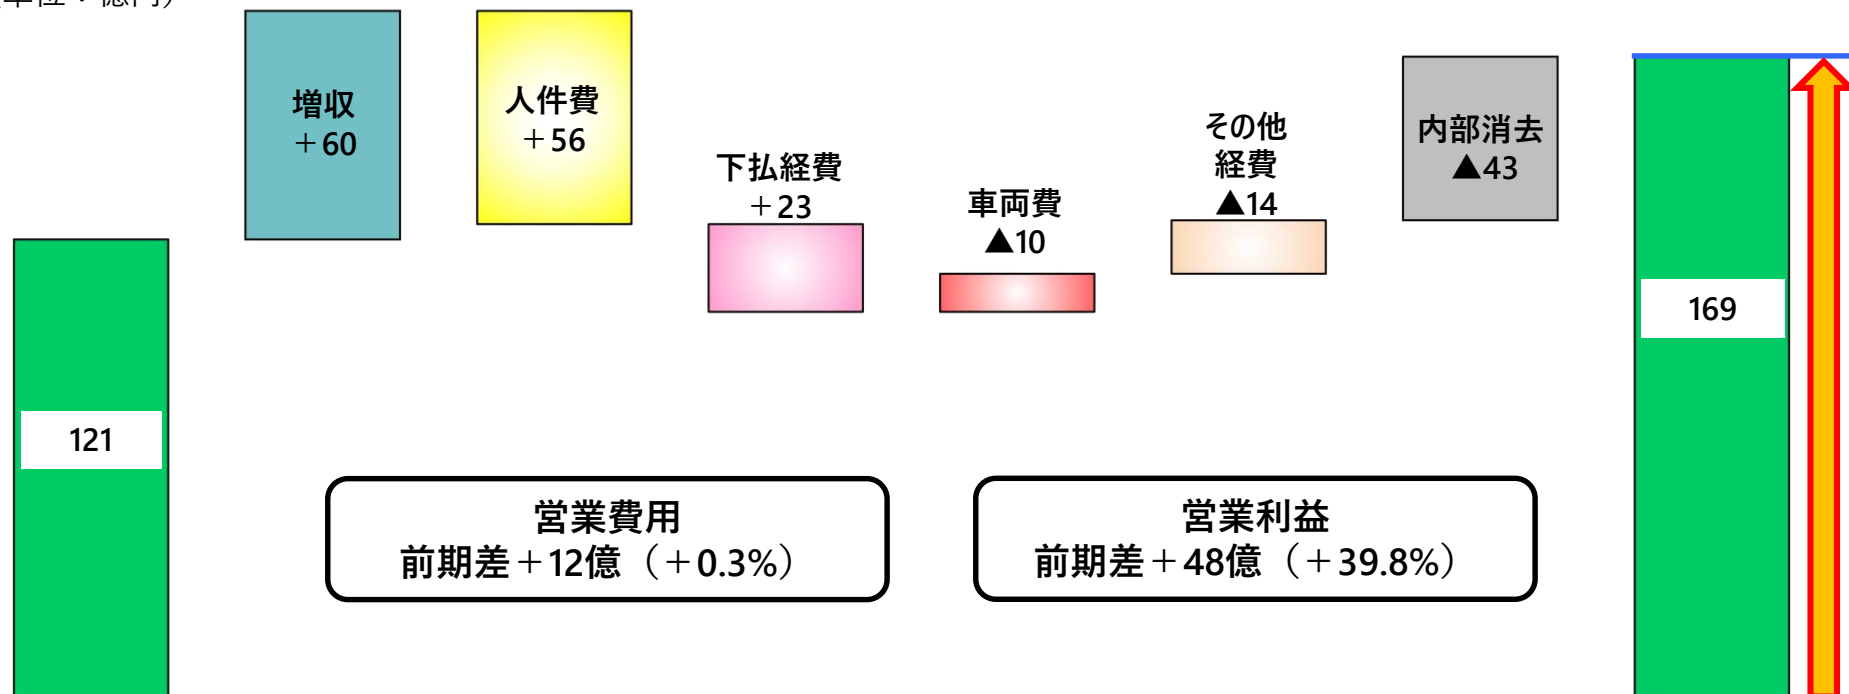 増収
＋60
人件費
＋56
下払経費
＋23
車両費
▲10
その他
経費
▲14
内部消去
▲43
121
169
営業費用
前期差＋12億（＋0.3%）
営業利益
前期差＋48億（＋39.8%）